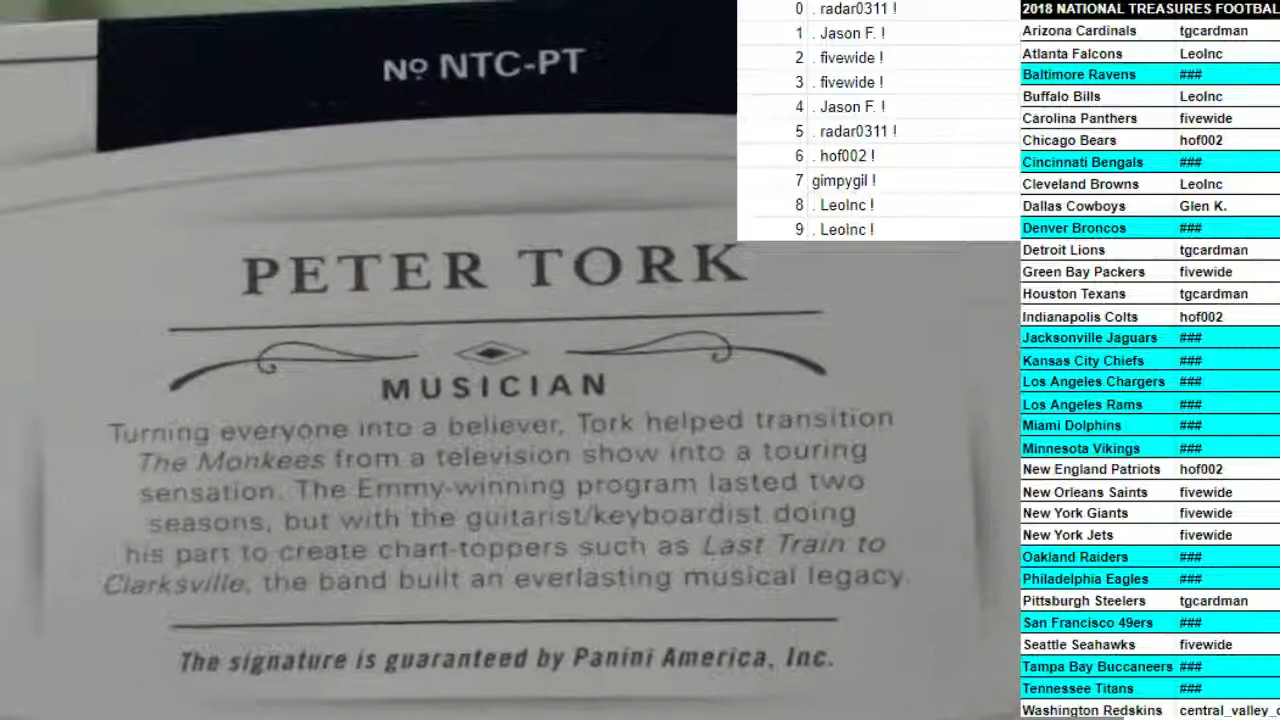 Nº NTC-PT
PETER TORK
MUSICIAN
Turning everyone into a believer, Tork helped transition
The Monkees from a television show into a touring
sensation. The Emmy-winning program lasted two
seasons, but with the guitarist/keyboardist doing
his part to create chart-toppers such as Last Train to
Clarksville, the band built an everlasting musical legacy.
The signature is guaranteed by Panini America, Inc.
0 . radar0311 !
1 . Jason F. !
2 . fivewide !
3 . fivewide !
4 . Jason F. !
5 . radar0311 !
6 . hof002 !
7 gimpygil !
8 . LeoInc !
9 . LeoInc !
2018 NATIONAL TREASURES FOOTBAL
Arizona Cardinals tgcardman
Atlanta Falcons LeoInc
Baltimore Ravens ###
Buffalo Bills LeoInc
Carolina Panthers fivewide
Chicago Bears hof002
Cincinnati Bengals ###
Cleveland Browns LeoInc
Dallas Cowboys Glen K.
Denver Broncos ###
Detroit Lions tgcardman
Green Bay Packers fivewide
Houston Texans tgcardman
Indianapolis Colts hof002
Jacksonville Jaguars ###
Kansas City Chiefs ###
Los Angeles Chargers ###
Los Angeles Rams ###
Miami Dolphins ###
Minnesota Vikings ###
New England Patriots hof002
New Orleans Saints fivewide
New York Giants fivewide
New York Jets fivewide
Oakland Raiders ###
Philadelphia Eagles ###
Pittsburgh Steelers tgcardman
San Francisco 49ers ###
Seattle Seahawks fivewide
Tampa Bay Buccaneers ###
Tennessee Titans ###
Washington Redskins central_valley_c